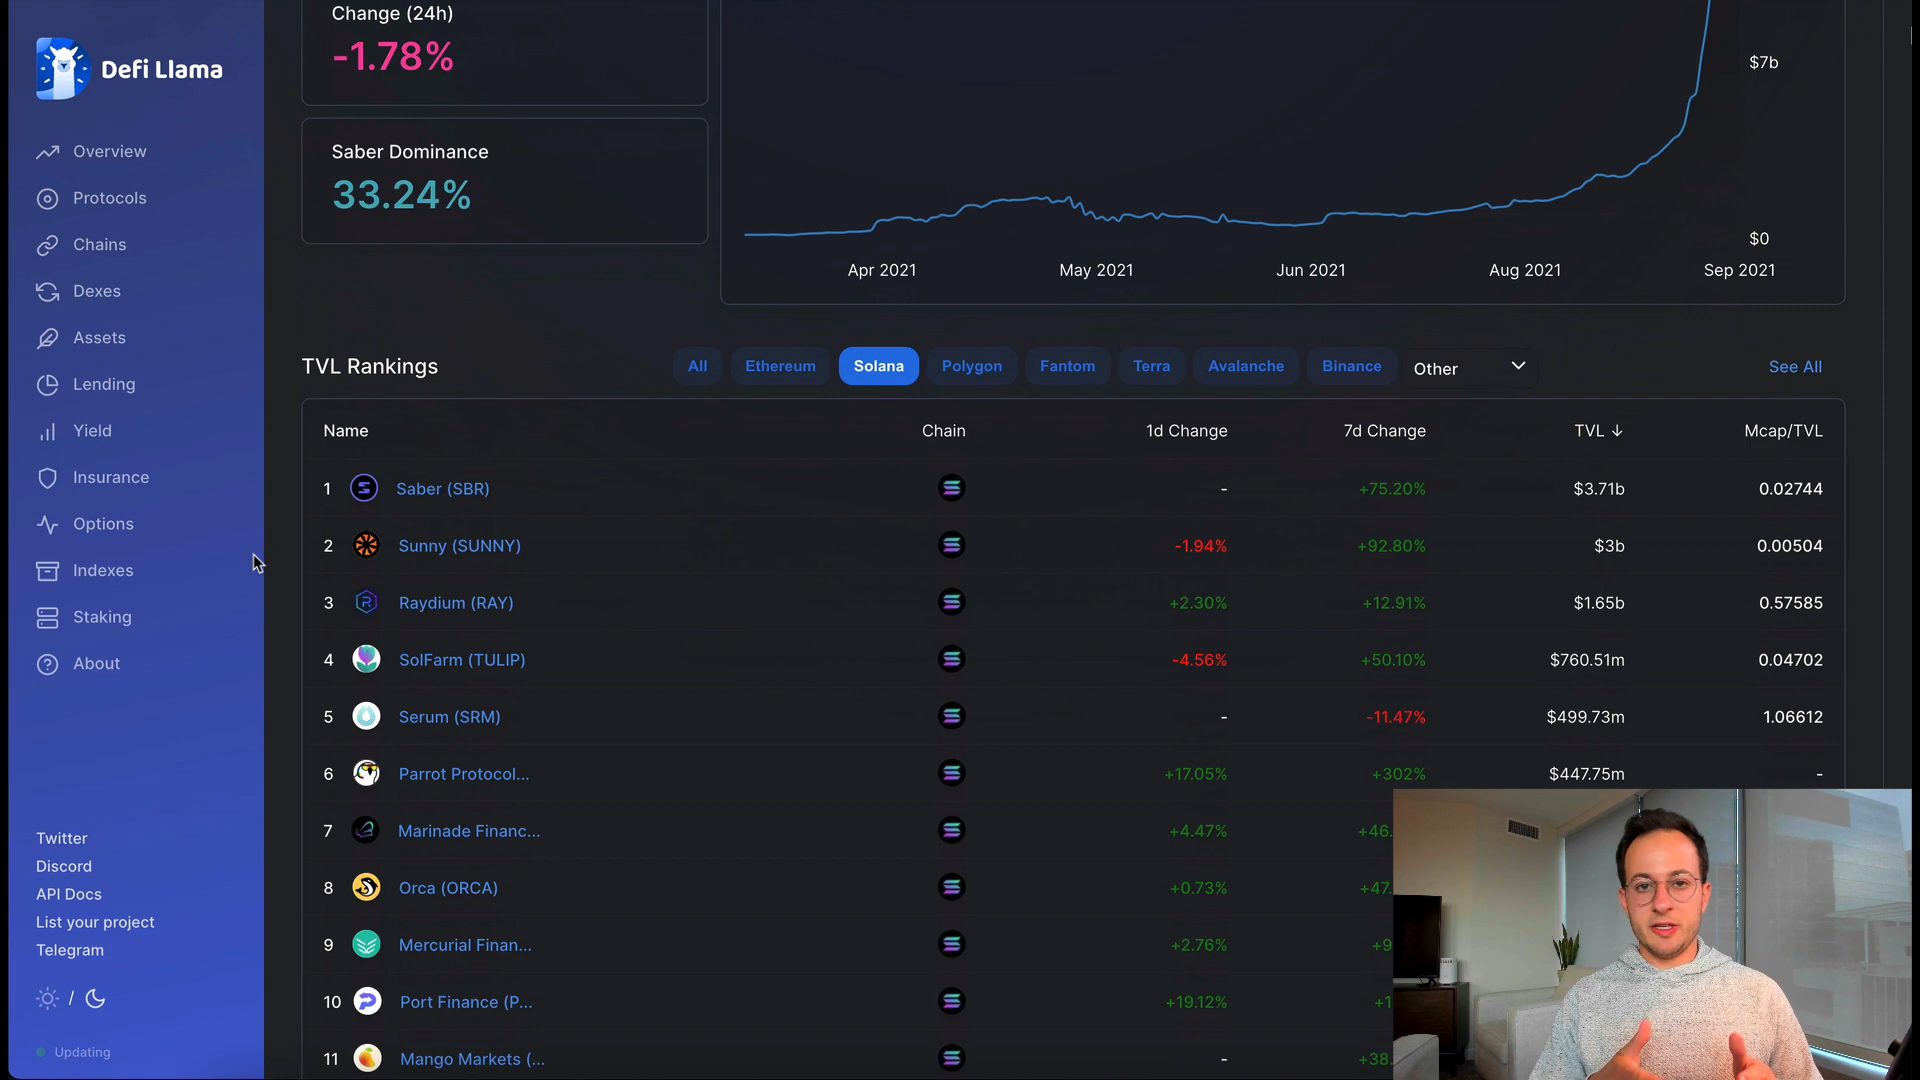 Defi Llama
Overview
Protocols
Chains
Dexes
Assets
Lending
Yield
Insurance
Options
Indexes
Staking
About
Twitter
Discord
API Docs
List your project
Telegram
/
Updating
Change (24h)
-1.78%
Saber Dominance
33.24%
$7b
$0
Apr 2021 May 2021 Jun 2021 Aug 2021 Sep 2021
TVL Rankings All Ethereum Solana Polygon Fantom Terra Avalanche Binance Other See All
Name Chain 1d Change 7d Change TVL ↓ Mcap/TVL
1 Saber (SBR) - +75.20% $3.71b 0.02744
2 Sunny (SUNNY) -1.94% +92.80% $3b 0.00504
3 Raydium (RAY) +2.30% +12.91% $1.65b 0.57585
4 SolFarm (TULIP) -4.56% +50.10% $760.51m 0.04702
5 Serum (SRM) - -11.47% $499.73m 1.06612
6 Parrot Protocol... +17.05% +302% $447.75m -
7 Marinade Financ... +4.47% +46.
8 Orca (ORCA) +0.73% +47.
9 Mercurial Finan... +2.76% +9
10 Port Finance (P... +19.12% +1
11 Mango Markets (... - +38.